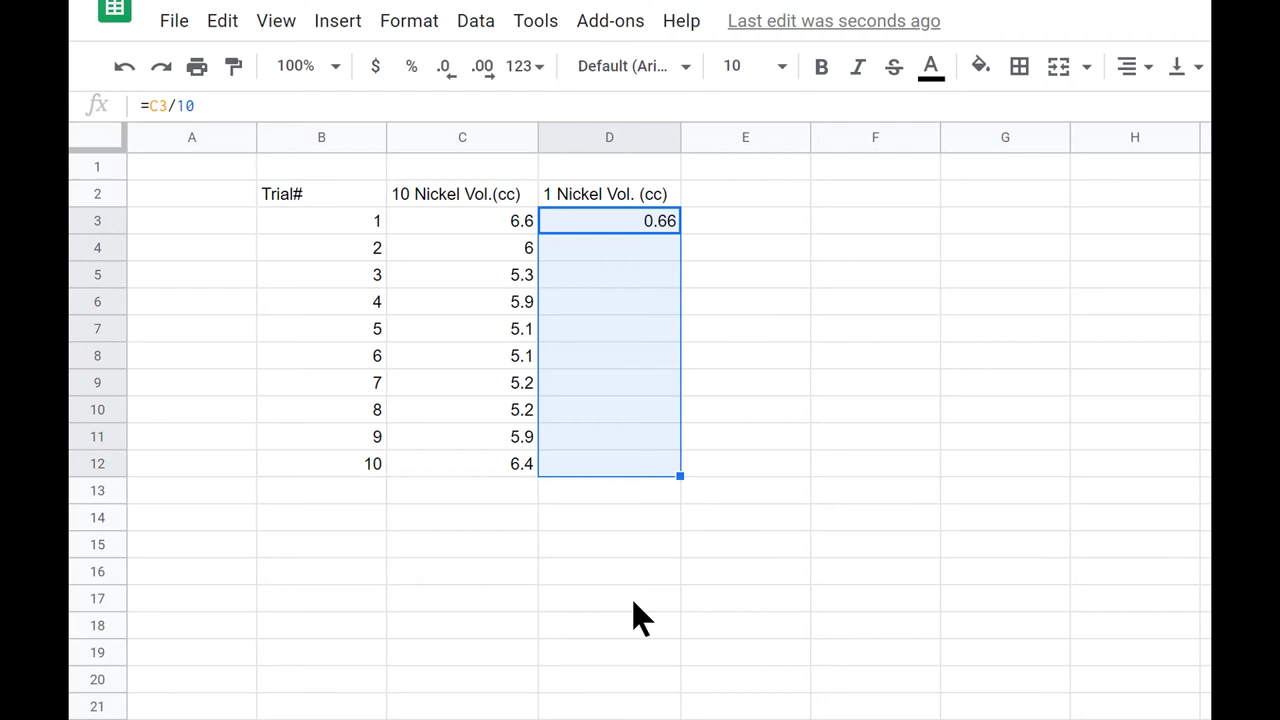 File Edit View Insert Format Data Tools Add-ons Help Last edit was seconds ago
100% $ % .0 .00 123 Default (Ari... 10 B I S A
fx =C3/10
A B C D E F G H
1
2 Trial# 10 Nickel Vol.(cc) 1 Nickel Vol. (cc)
3 1 6.6 0.66
4 2 6
5 3 5.3
6 4 5.9
7 5 5.1
8 6 5.1
9 7 5.2
10 8 5.2
11 9 5.9
12 10 6.4
13
14
15
16
17
18
19
20
21